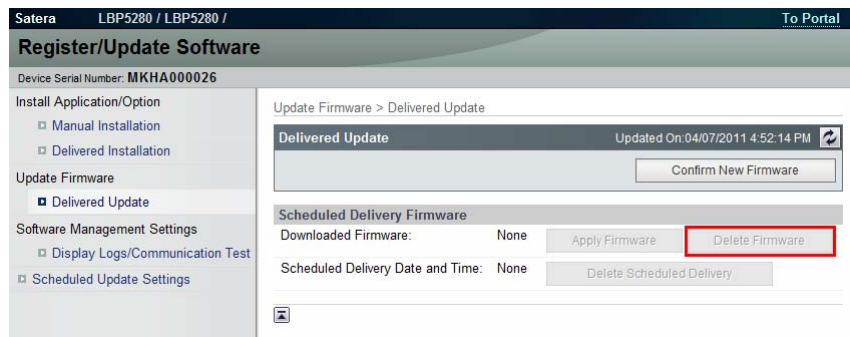 Satera LBP5280 / LBP5280 / To Portal
Register/Update Software
Device Serial Number: MKHA000026
Install Application/Option
Manual Installation
Delivered Installation
Update Firmware
Delivered Update
Software Management Settings
Display Logs/Communication Test
Scheduled Update Settings
Update Firmware > Delivered Update
Delivered Update Updated On:04/07/2011 4:52:14 PM
Confirm New Firmware
Scheduled Delivery Firmware
Downloaded Firmware: None Apply Firmware Delete Firmware
Scheduled Delivery Date and Time: None Delete Scheduled Delivery